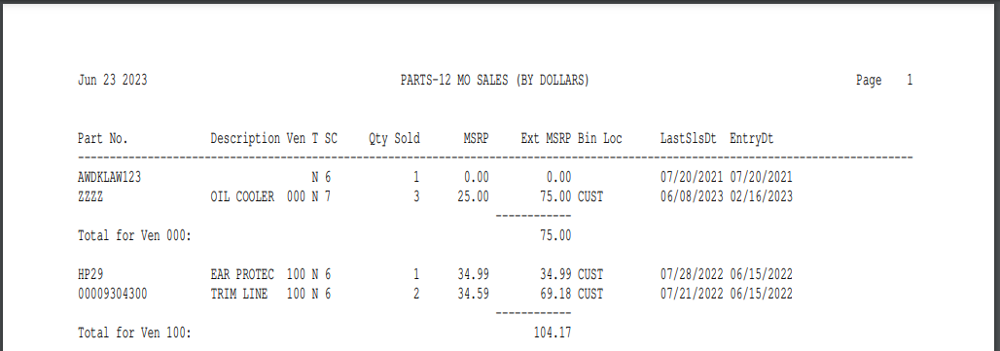 Jun 23 2023 PARTS-12 MO SALES (BY DOLLARS) Page 1
Part No. Description Ven T SC Qty Sold MSRP Ext MSRP Bin Loc LastSlsDt EntryDt
--------------------------------------------------------------------------------
AWDKLAW123 N 6 1 0.00 0.00 07/20/2021 07/20/2021
ZZZZ OIL COOLER 000 N 7 3 25.00 75.00 CUST 06/08/2023 02/16/2023
------------
Total for Ven 000: 75.00
HP29 EAR PROTEC 100 N 6 1 34.99 34.99 CUST 07/28/2022 06/15/2022
00009304300 TRIM LINE 100 N 6 2 34.59 69.18 CUST 07/21/2022 06/15/2022
------------
Total for Ven 100: 104.17